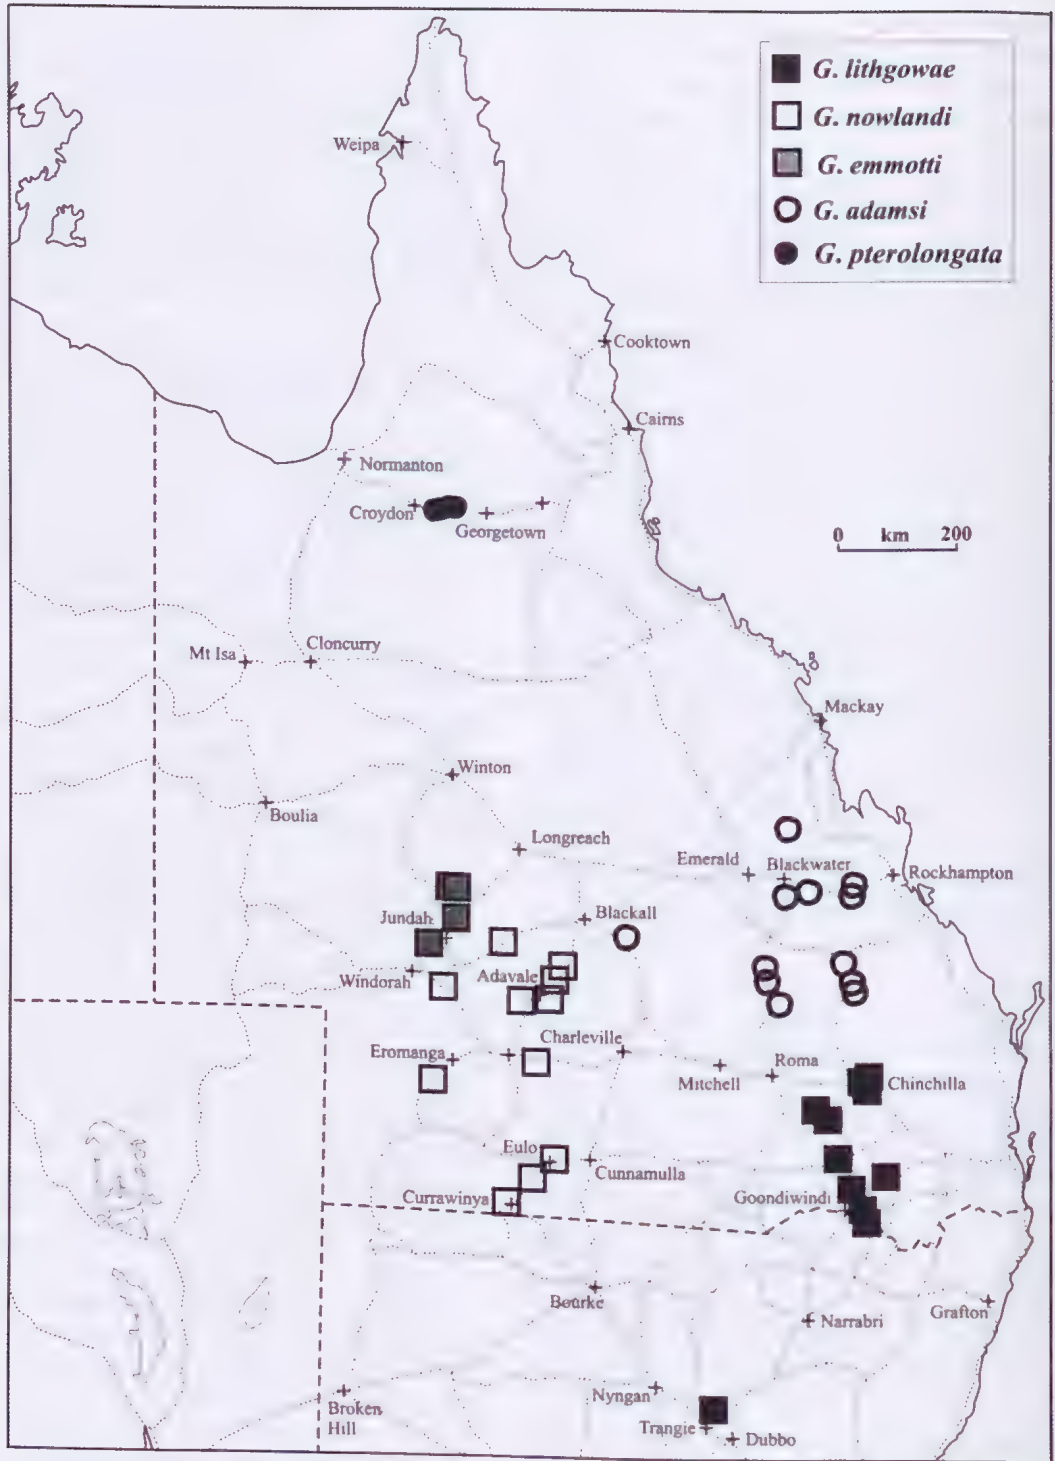 G. lithgowae
G. nowlandi
G. emmotti
G. adamsi
G. pterolongata
Weipa
Cooktown
Cairns
Normanton
Croydon
Georgetown
0 km 200
Mt Isa
Cloncurry
Mackay
Winton
Boulia
Longreach
Emerald
Blackwater
Rockhampton
Jundah
Blackall
Windorah
Adavale
Eromanga
Charleville
Mitchell
Roma
Chinchilla
Eulo
Cunnamulla
Currawinya
Goondiwindi
Bourke
Narrabri
Grafton
Broken
Hill
Nyngan
Trangie
Dubbo